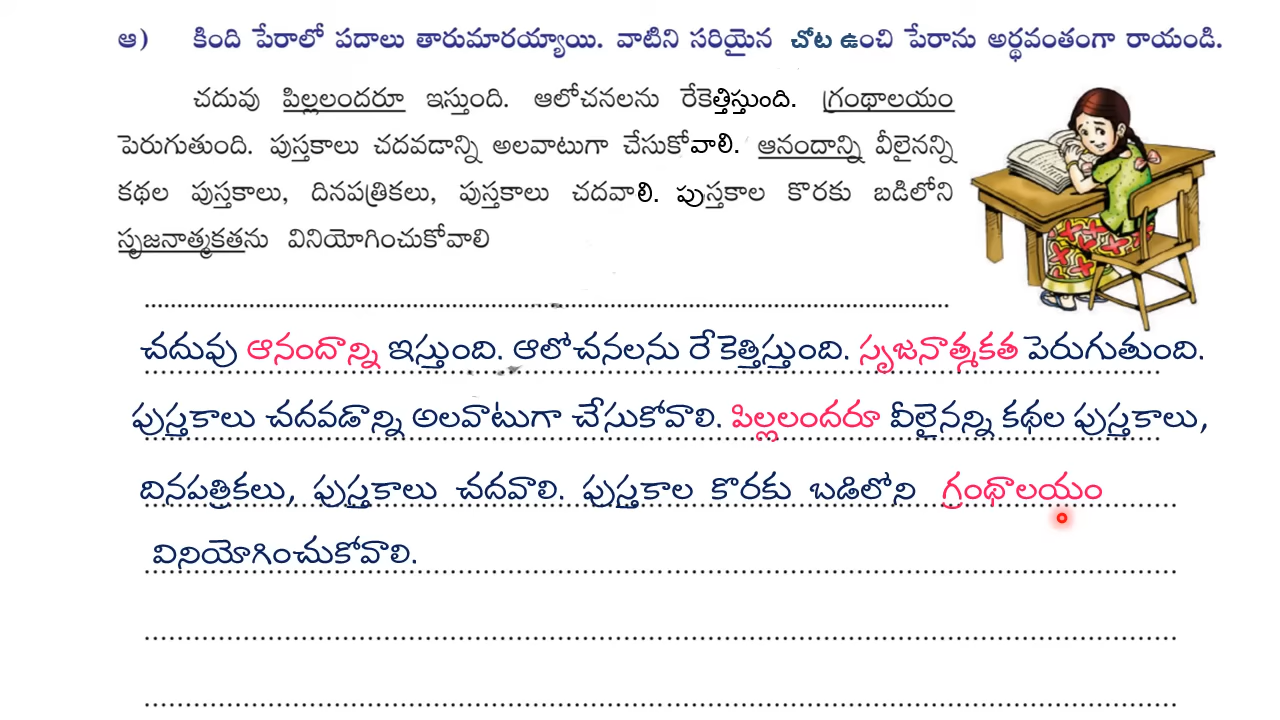 ఆ) కింది పేరాలో పదాలు తారుమారయ్యాయి. వాటిని సరియైన చోట ఉంచి పేరాను అర్థవంతంగా రాయండి.
చదువు పిల్లలందరూ ఇస్తుంది. ఆలోచనలను రేకెత్తిస్తుంది. గ్రంథాలయం
పెరుగుతుంది. పుస్తకాలు చదవడాన్ని అలవాటుగా చేసుకోవాలి. ఆనందాన్ని వీలైనన్ని
కథల పుస్తకాలు, దినపత్రికలు, పుస్తకాలు చదవాలి. పుస్తకాల కొరకు బడిలోని
సృజనాత్మకతను వినియోగించుకోవాలి
చదువు ఆనందాన్ని ఇస్తుంది. ఆలోచనలను రేకెత్తిస్తుంది. సృజనాత్మకత పెరుగుతుంది.
పుస్తకాలు చదవడాన్ని అలవాటుగా చేసుకోవాలి. పిల్లలందరూ వీలైనన్ని కథల పుస్తకాలు,
దినపత్రికలు, పుస్తకాలు చదవాలి. పుస్తకాల కొరకు బడిలోని గ్రంథాలయం
వినియోగించుకోవాలి.